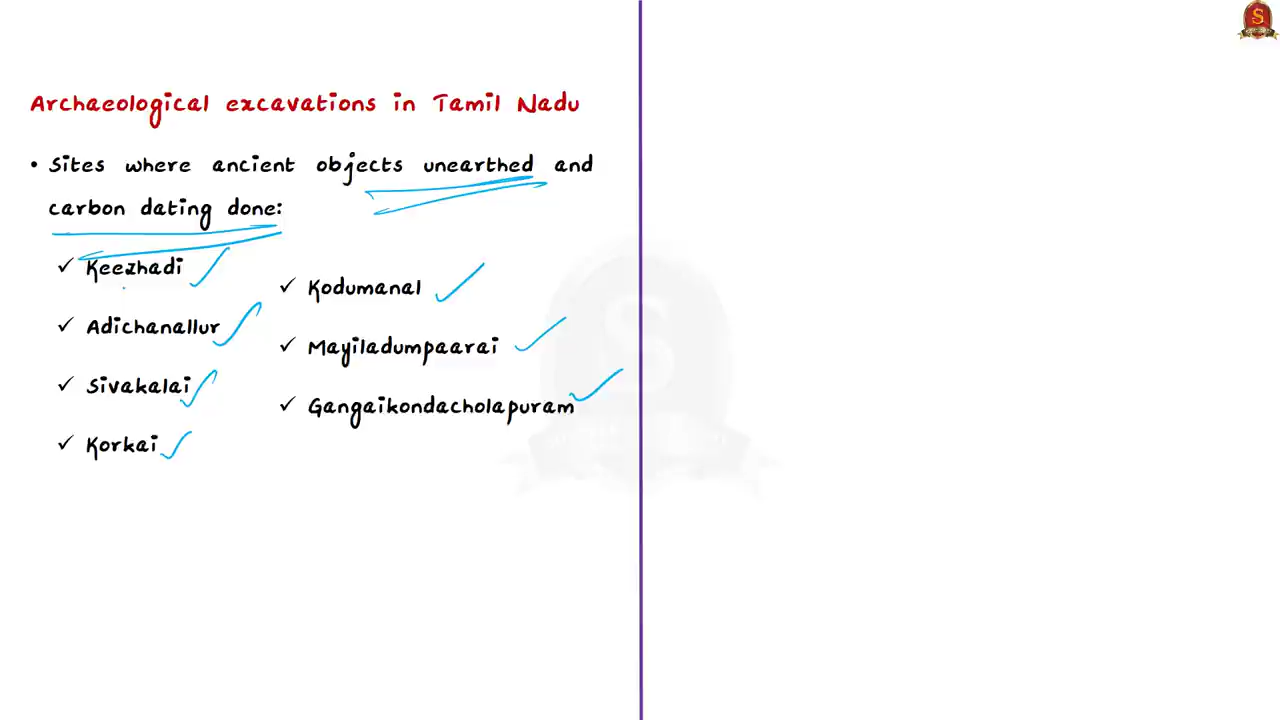 Archaeological excavations in Tamil Nadu
• Sites where ancient objects unearthed and
carbon dating done:
✓ Keezhadi
✓ Adichanallur
✓ Sivakalai
✓ Korkai
✓ Kodumanal
✓ Mayiladumpaarai
✓ Gangaikondacholapuram
S